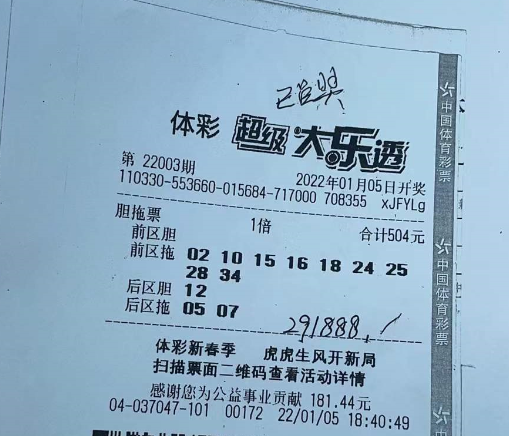 已兑奖
体彩 超级大乐透
第 22003期 2022年01月05日开奖
110330-553660-015684-717000 708355 xJFYLg
胆拖票 1倍 合计504元
前区胆
前区拖 02 10 15 16 18 24 25
28 34
后区胆 12
后区拖 05 07
291888.
体彩新春季 虎虎生风开新局
扫描票面二维码查看活动详情
感谢您为公益事业贡献 181.44元
04-037047-101 00172 22/01/05 18:40:49
中国体育彩票
中国体育彩票
中